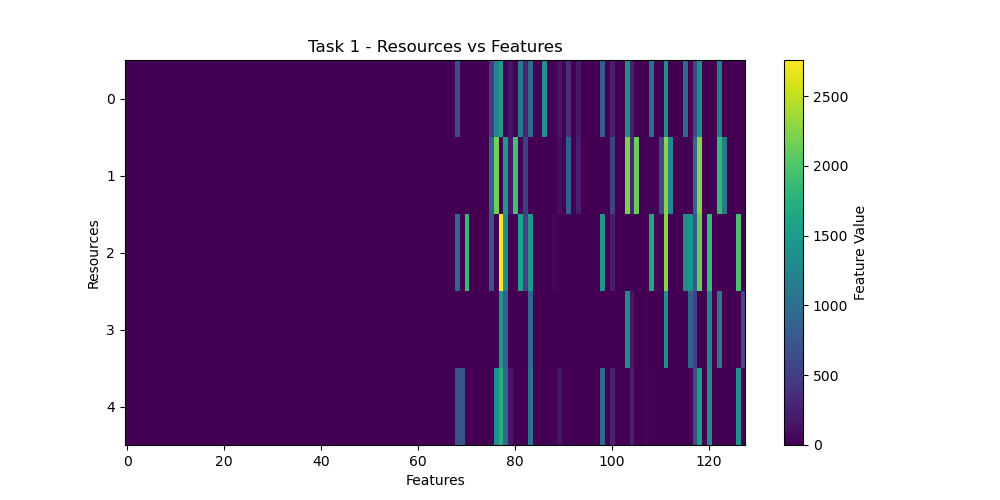 Task 1 - Resources vs Features
Resources
0
1
2
3
4
0 20 40 60 80 100 120
Features
2500
2000
1500
1000
500
0
Feature Value